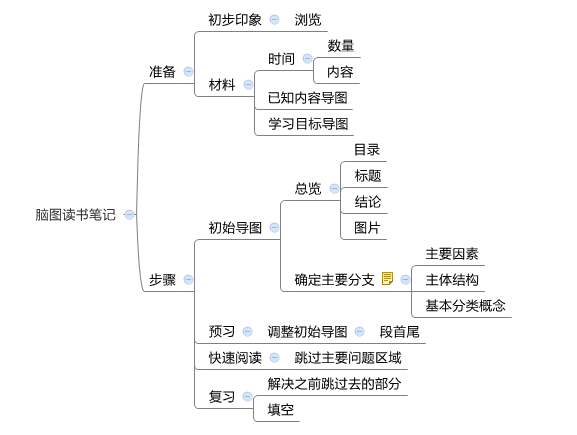 初步印象
浏览
数量
时间
内容
准备
材料
已知内容导图
学习目标导图
目录
标题
总览
结论
图片
脑图读书笔记
初始导图
主要因素
确定主要分支
主体结构
基本分类概念
步骤
预习
调整初始导图
段首尾
快速阅读
跳过主要问题区域
解决之前跳过去的部分
复习
填空